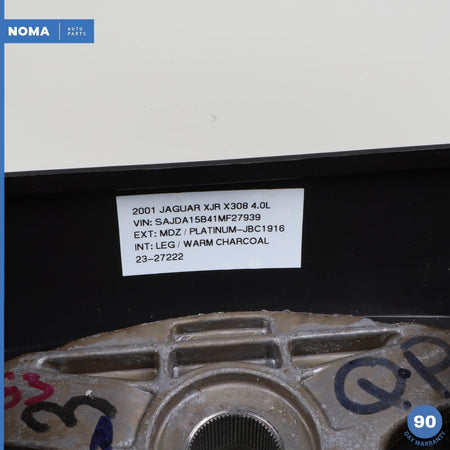 NOMA AUTO
PARTS
2001 JAGUAR XJR X308 4.0L
VIN: SAJDA15B41MF27939
EXT: MDZ / PLATINUM-JBC1916
INT: LEG / WARM CHARCOAL
23-27222
3
Q.P
90
DAY WARRANTY